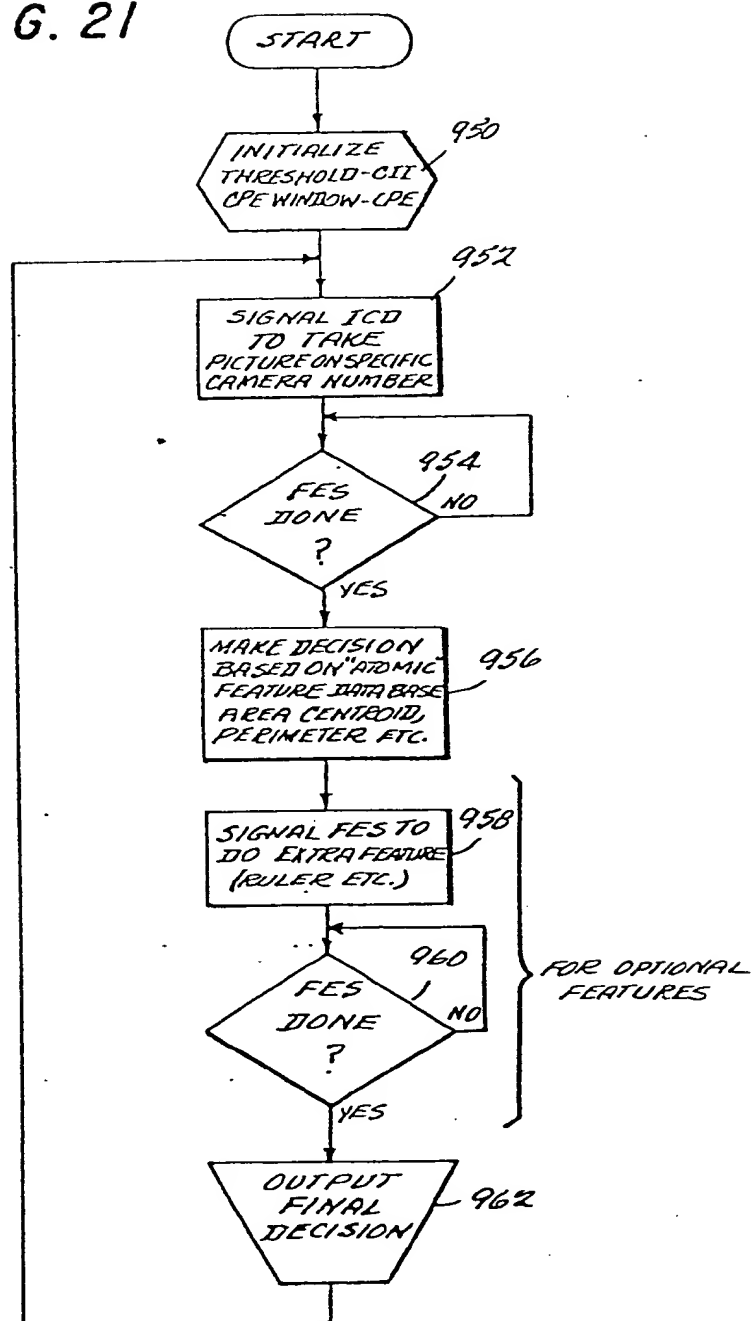 G. 21
START
INITIALIZE
THRESHOLD-CII
CPE WINDOW-CPE
950
952
SIGNAL ICD
TO TAKE
PICTURE ON SPECIFIC
CAMERA NUMBER
954
FES
DONE
?
NO
YES
MAKE DECISION
BASED ON "ATOMIC"
FEATURE DATA BASE
AREA CENTROID,
PERIMETER ETC.
956
SIGNAL FES TO
DO EXTRA FEATURE
(RULER ETC.)
958
960
FES
DONE
?
NO
YES
FOR OPTIONAL
FEATURES
OUTPUT
FINAL
DECISION
962